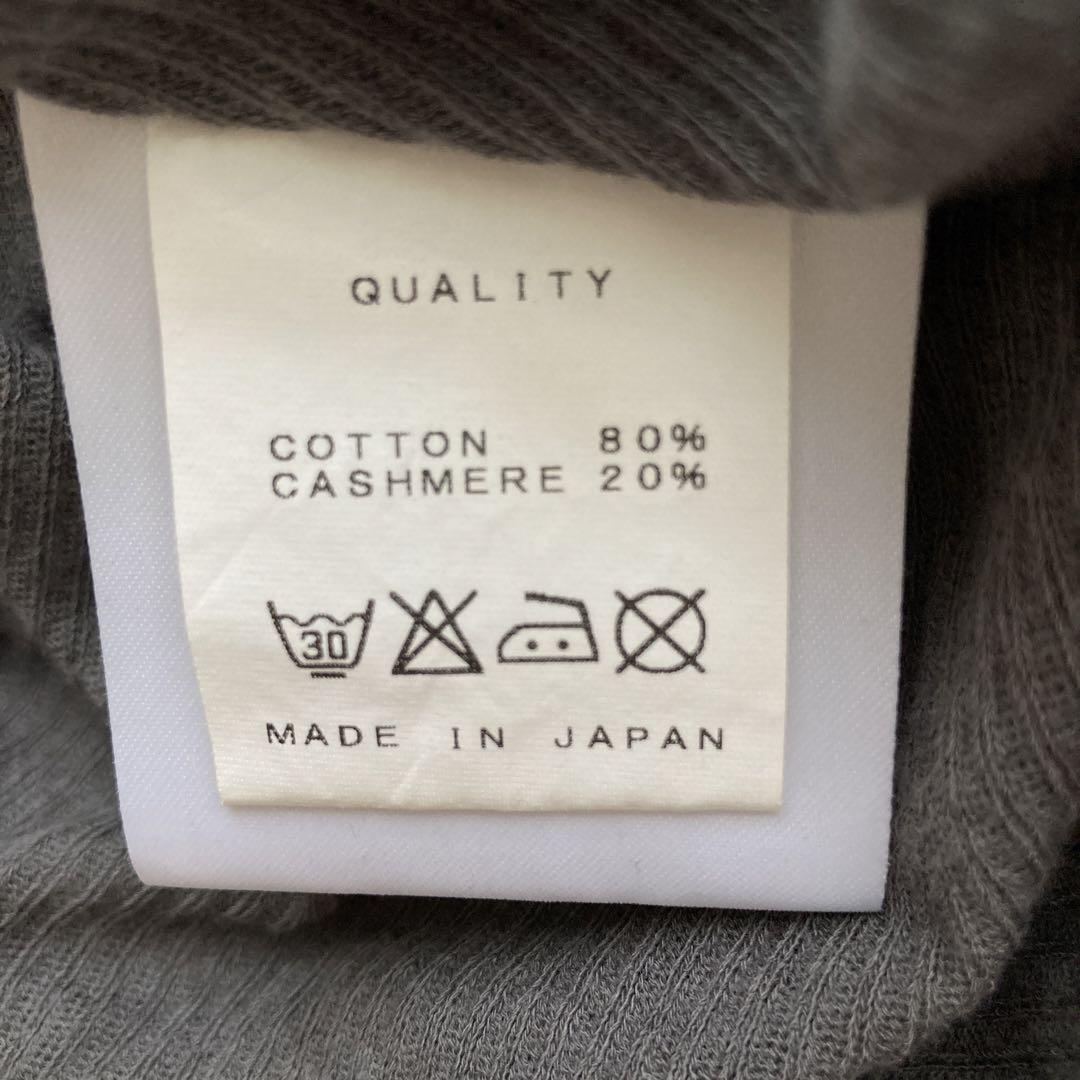 QUALITY
COTTON 80%
CASHMERE 20%
30
MADE IN JAPAN